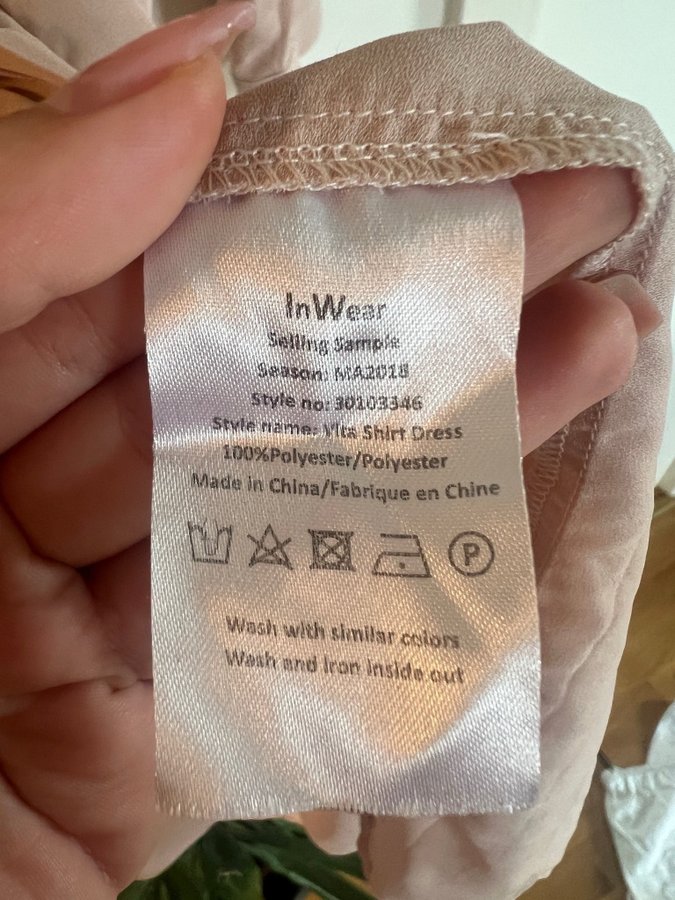 InWear
Selling Sample
Season: MA2018
Style no: 30103346
Style name: Vita Shirt Dress
100%Polyester/Polyester
Made in China/Fabrique en Chine
P
Wash with similar colors
Wash and iron inside out